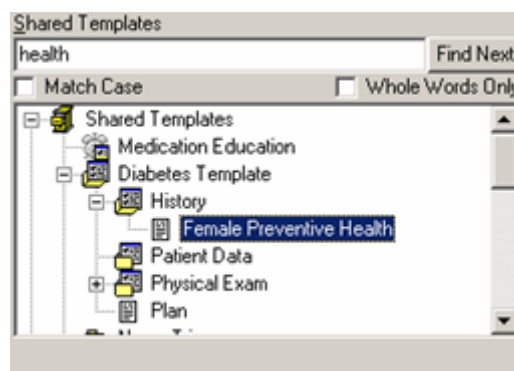 Shared Templates
health Find Next
Match Case Whole Words Only
Shared Templates
Medication Education
Diabetes Template
History
Female Preventive Health
Patient Data
Physical Exam
Plan